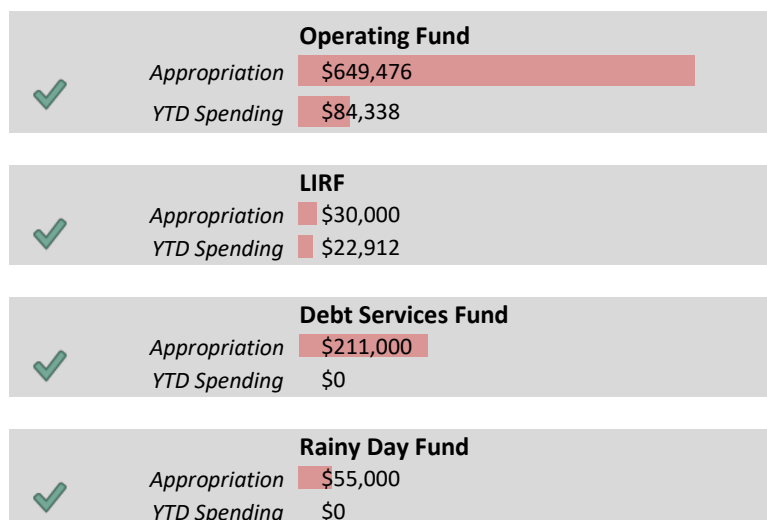 Operating Fund
Appropriation $649,476
YTD Spending $84,338
LIRF
Appropriation $30,000
YTD Spending $22,912
Debt Services Fund
Appropriation $211,000
YTD Spending $0
Rainy Day Fund
Appropriation $55,000
YTD Spending $0